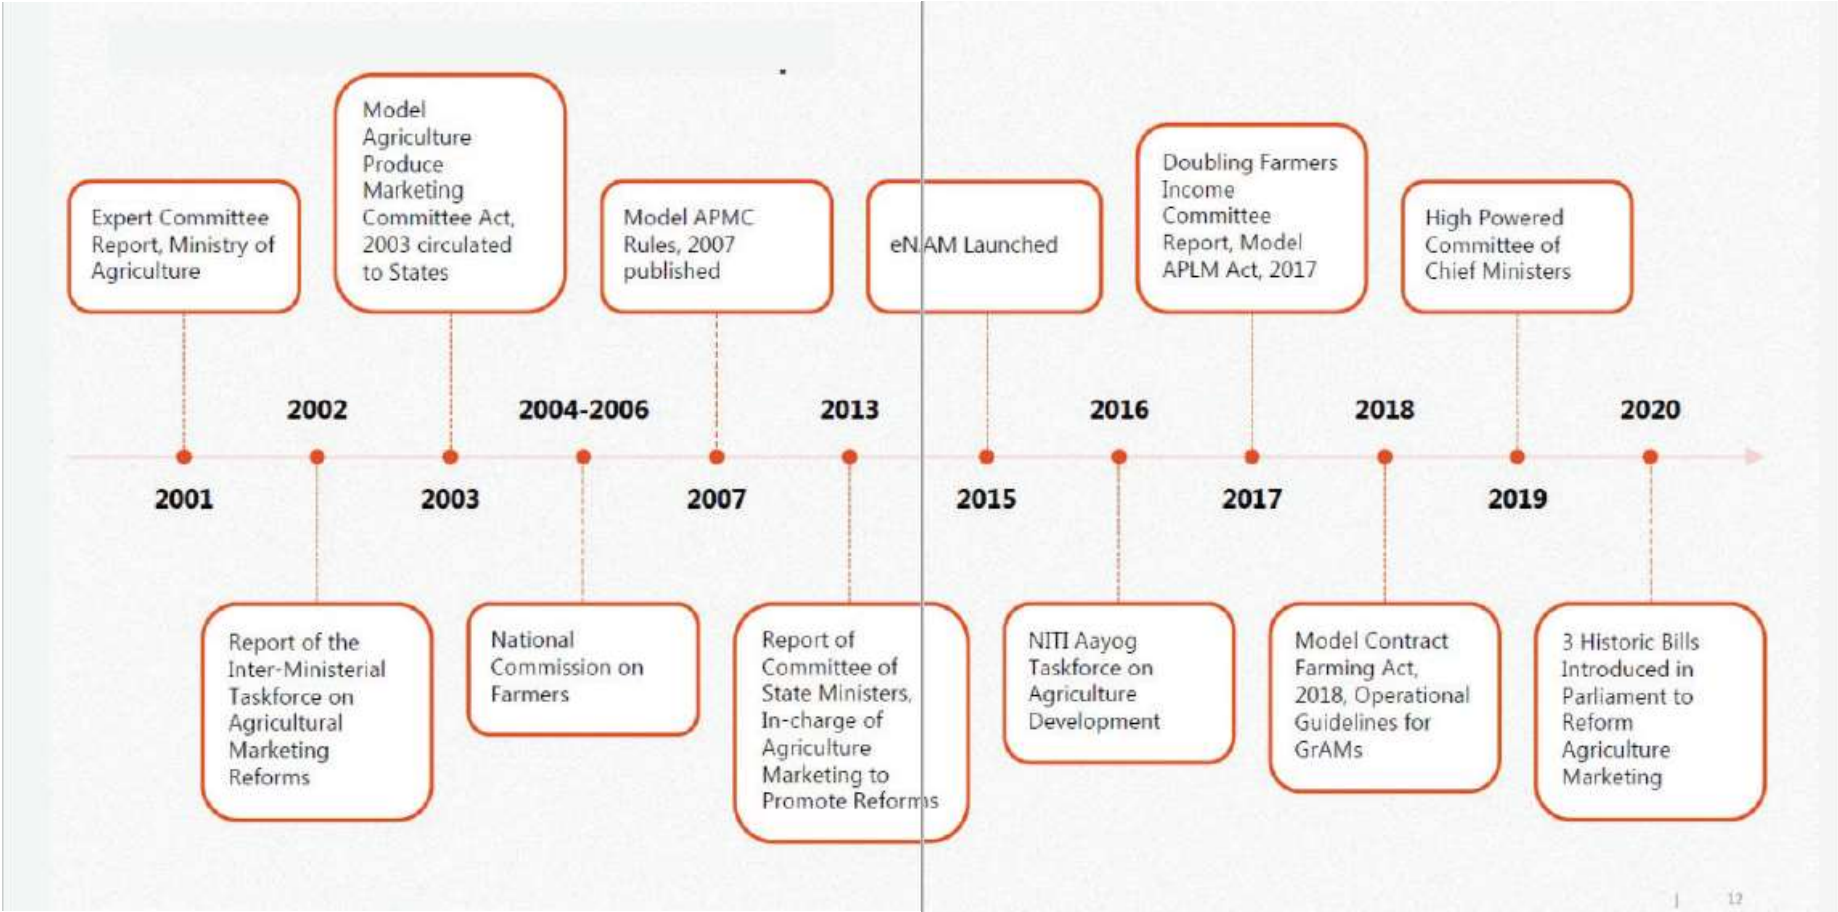 Expert Committee
Report, Ministry of
Agriculture
Model
Agriculture
Produce
Marketing
Committee Act,
2003 circulated
to States
Model APMC
Rules, 2007
published
eNAM Launched
Doubling Farmers
Income
Committee
Report, Model
APLM Act, 2017
High Powered
Committee of
Chief Ministers
2002
2004-2006
2013
2016
2018
2020
2001
2003
2007
2015
2017
2019
Report of the
Inter-Ministerial
Taskforce on
Agricultural
Marketing
Reforms
National
Commission on
Farmers
Report of
Committee of
State Ministers,
In-charge of
Agriculture
Marketing to
Promote Reforms
NITI Aayog
Taskforce on
Agriculture
Development
Model Contract
Farming Act,
2018, Operational
Guidelines for
GrAMs
3 Historic Bills
Introduced in
Parliament to
Reform
Agriculture
Marketing
| 12